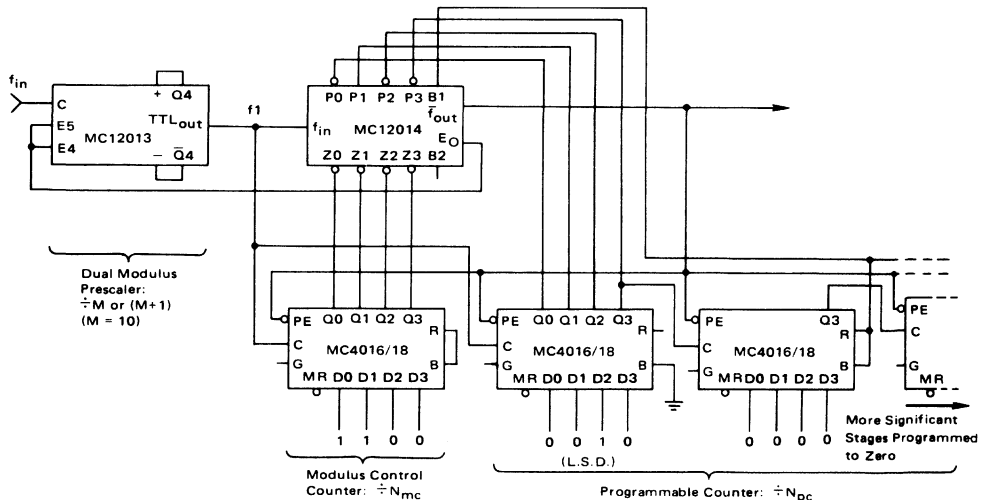 f_in
C
E5
E4
+ Q4
TTL_out
MC12013
− Q̅4
f1
P0 P1 P2 P3 B1
f_in
f̅_out
MC12014
E_O
Z0 Z1 Z2 Z3 B2
Dual Modulus
Prescaler:
÷M or (M+1)
(M = 10)
PE Q0 Q1 Q2 Q3
R
C
MC4016/18
G
B
MR D0 D1 D2 D3
1 1 0 0
Modulus Control
Counter: ÷N_mc
PE Q0 Q1 Q2 Q3
R
C
MC4016/18
G
B
MR D0 D1 D2 D3
0 0 1 0
(L.S.D.)
PE
Q3
R
C
MC4016/18
G
B
MR D0 D1 D2 D3
0 0 0 0
PE
C
G
MR
More Significant
Stages Programmed
to Zero
Programmable Counter: ÷N_pc